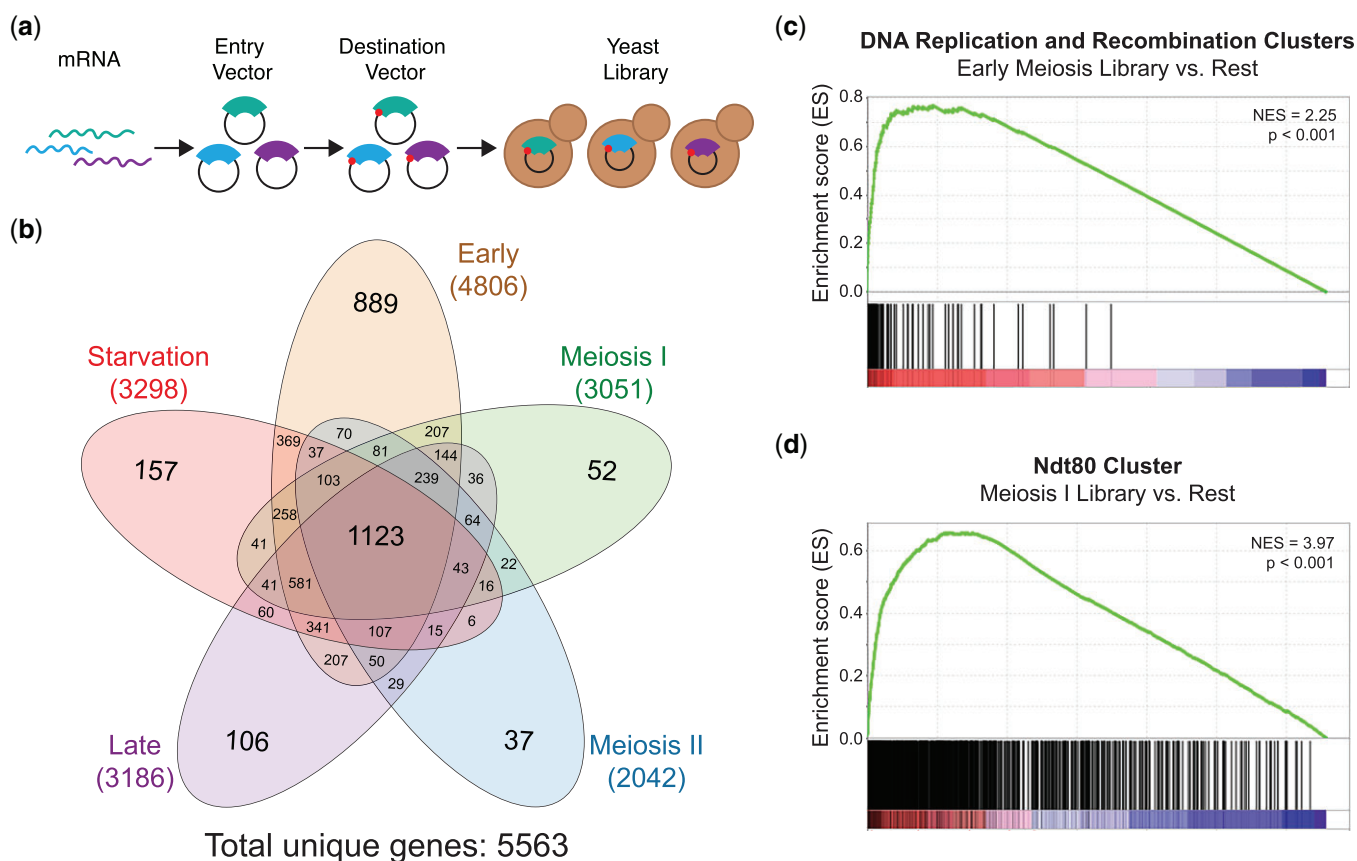 (a)
mRNA
Entry
Vector
Destination
Vector
Yeast
Library
(b)
Early
(4806)
Starvation
(3298)
Meiosis I
(3051)
Late
(3186)
Meiosis II
(2042)
889
157
52
106
37
369
70
207
37
81
144
103
239
36
258
1123
64
41
43
22
41
581
16
60
341
107
15
6
207
50
29
Total unique genes: 5563
(c)
DNA Replication and Recombination Clusters
Early Meiosis Library vs. Rest
Enrichment score (ES)
0.8
0.6
0.4
0.2
0.0
NES = 2.25
p < 0.001
(d)
Ndt80 Cluster
Meiosis I Library vs. Rest
Enrichment score (ES)
0.6
0.4
0.2
0.0
NES = 3.97
p < 0.001